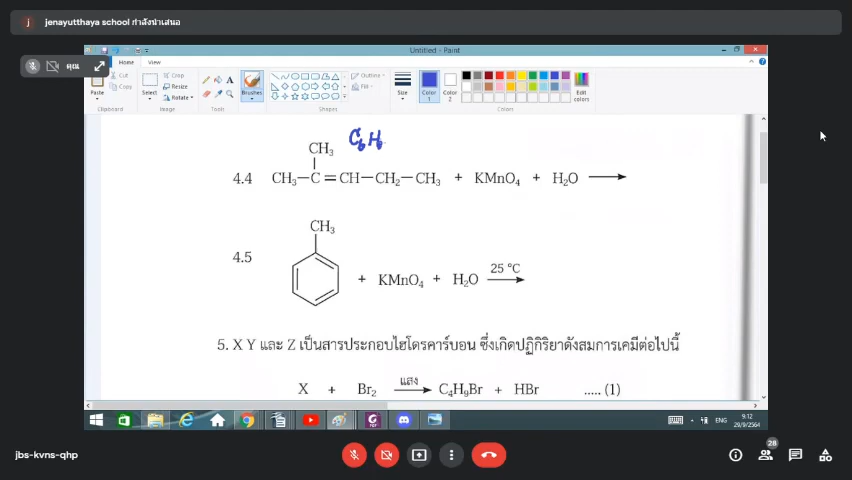 jenayutthaya school กำลังนำเสนอ
Untitled - Paint
คุณ
Home View
Paste
Cut
Copy
Clipboard
Select
Crop
Resize
Rotate
Image
Tools
Brushes
Shapes
Outline
Fill
Size
Color 1
Color 2
Edit colors
Colors
C6H
CH3
4.4 CH3—C=CH—CH2—CH3 + KMnO4 + H2O ⟶
CH3
4.5 + KMnO4 + H2O 25 °C ⟶
5. X Y และ Z เป็นสารประกอบไฮโดรคาร์บอน ซึ่งเกิดปฏิกิริยาดังสมการเคมีต่อไปนี้
X + Br2 แสง ⟶ C4H9Br + HBr ..... (1)
ENG
9:12
29/9/2564
jbs-kvns-qhp
28